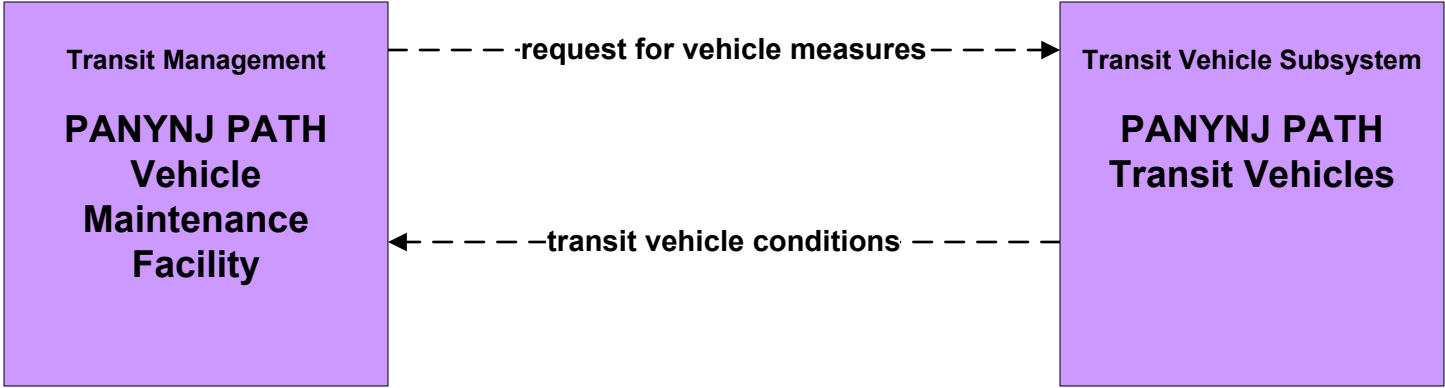 Transit Management
PANYNJ PATH
Vehicle
Maintenance
Facility
request for vehicle measures
transit vehicle conditions
Transit Vehicle Subsystem
PANYNJ PATH
Transit Vehicles